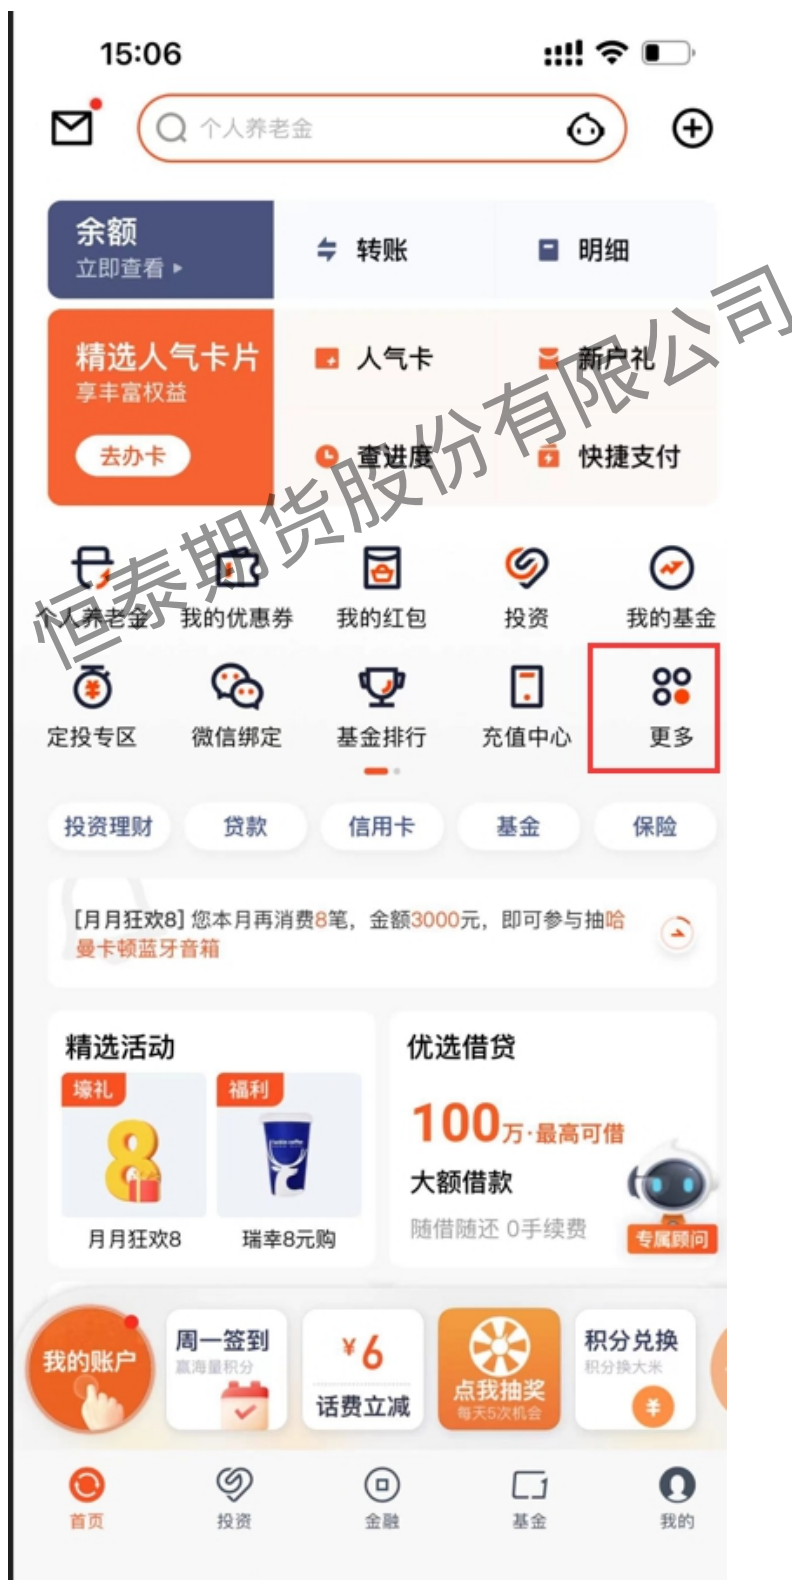 15:06
个人养老金
余额
立即查看
转账
明细
精选人气卡片
享丰富权益
去办卡
人气卡
新户礼
查进度
快捷支付
恒泰期货股份有限公司
个人养老金
我的优惠券
我的红包
投资
我的基金
定投专区
微信绑定
基金排行
充值中心
更多
投资理财
贷款
信用卡
基金
保险
[月月狂欢8] 您本月再消费8笔，金额3000元，即可参与抽哈
曼卡顿蓝牙音箱
精选活动
壕礼
福利
月月狂欢8
瑞幸8元购
优选借贷
100万·最高可借
大额借款
随借随还 0手续费
专属顾问
我的账户
周一签到
赢海量积分
¥6
话费立减
点我抽奖
每天5次机会
积分兑换
积分换大米
¥
首页
投资
金融
基金
我的